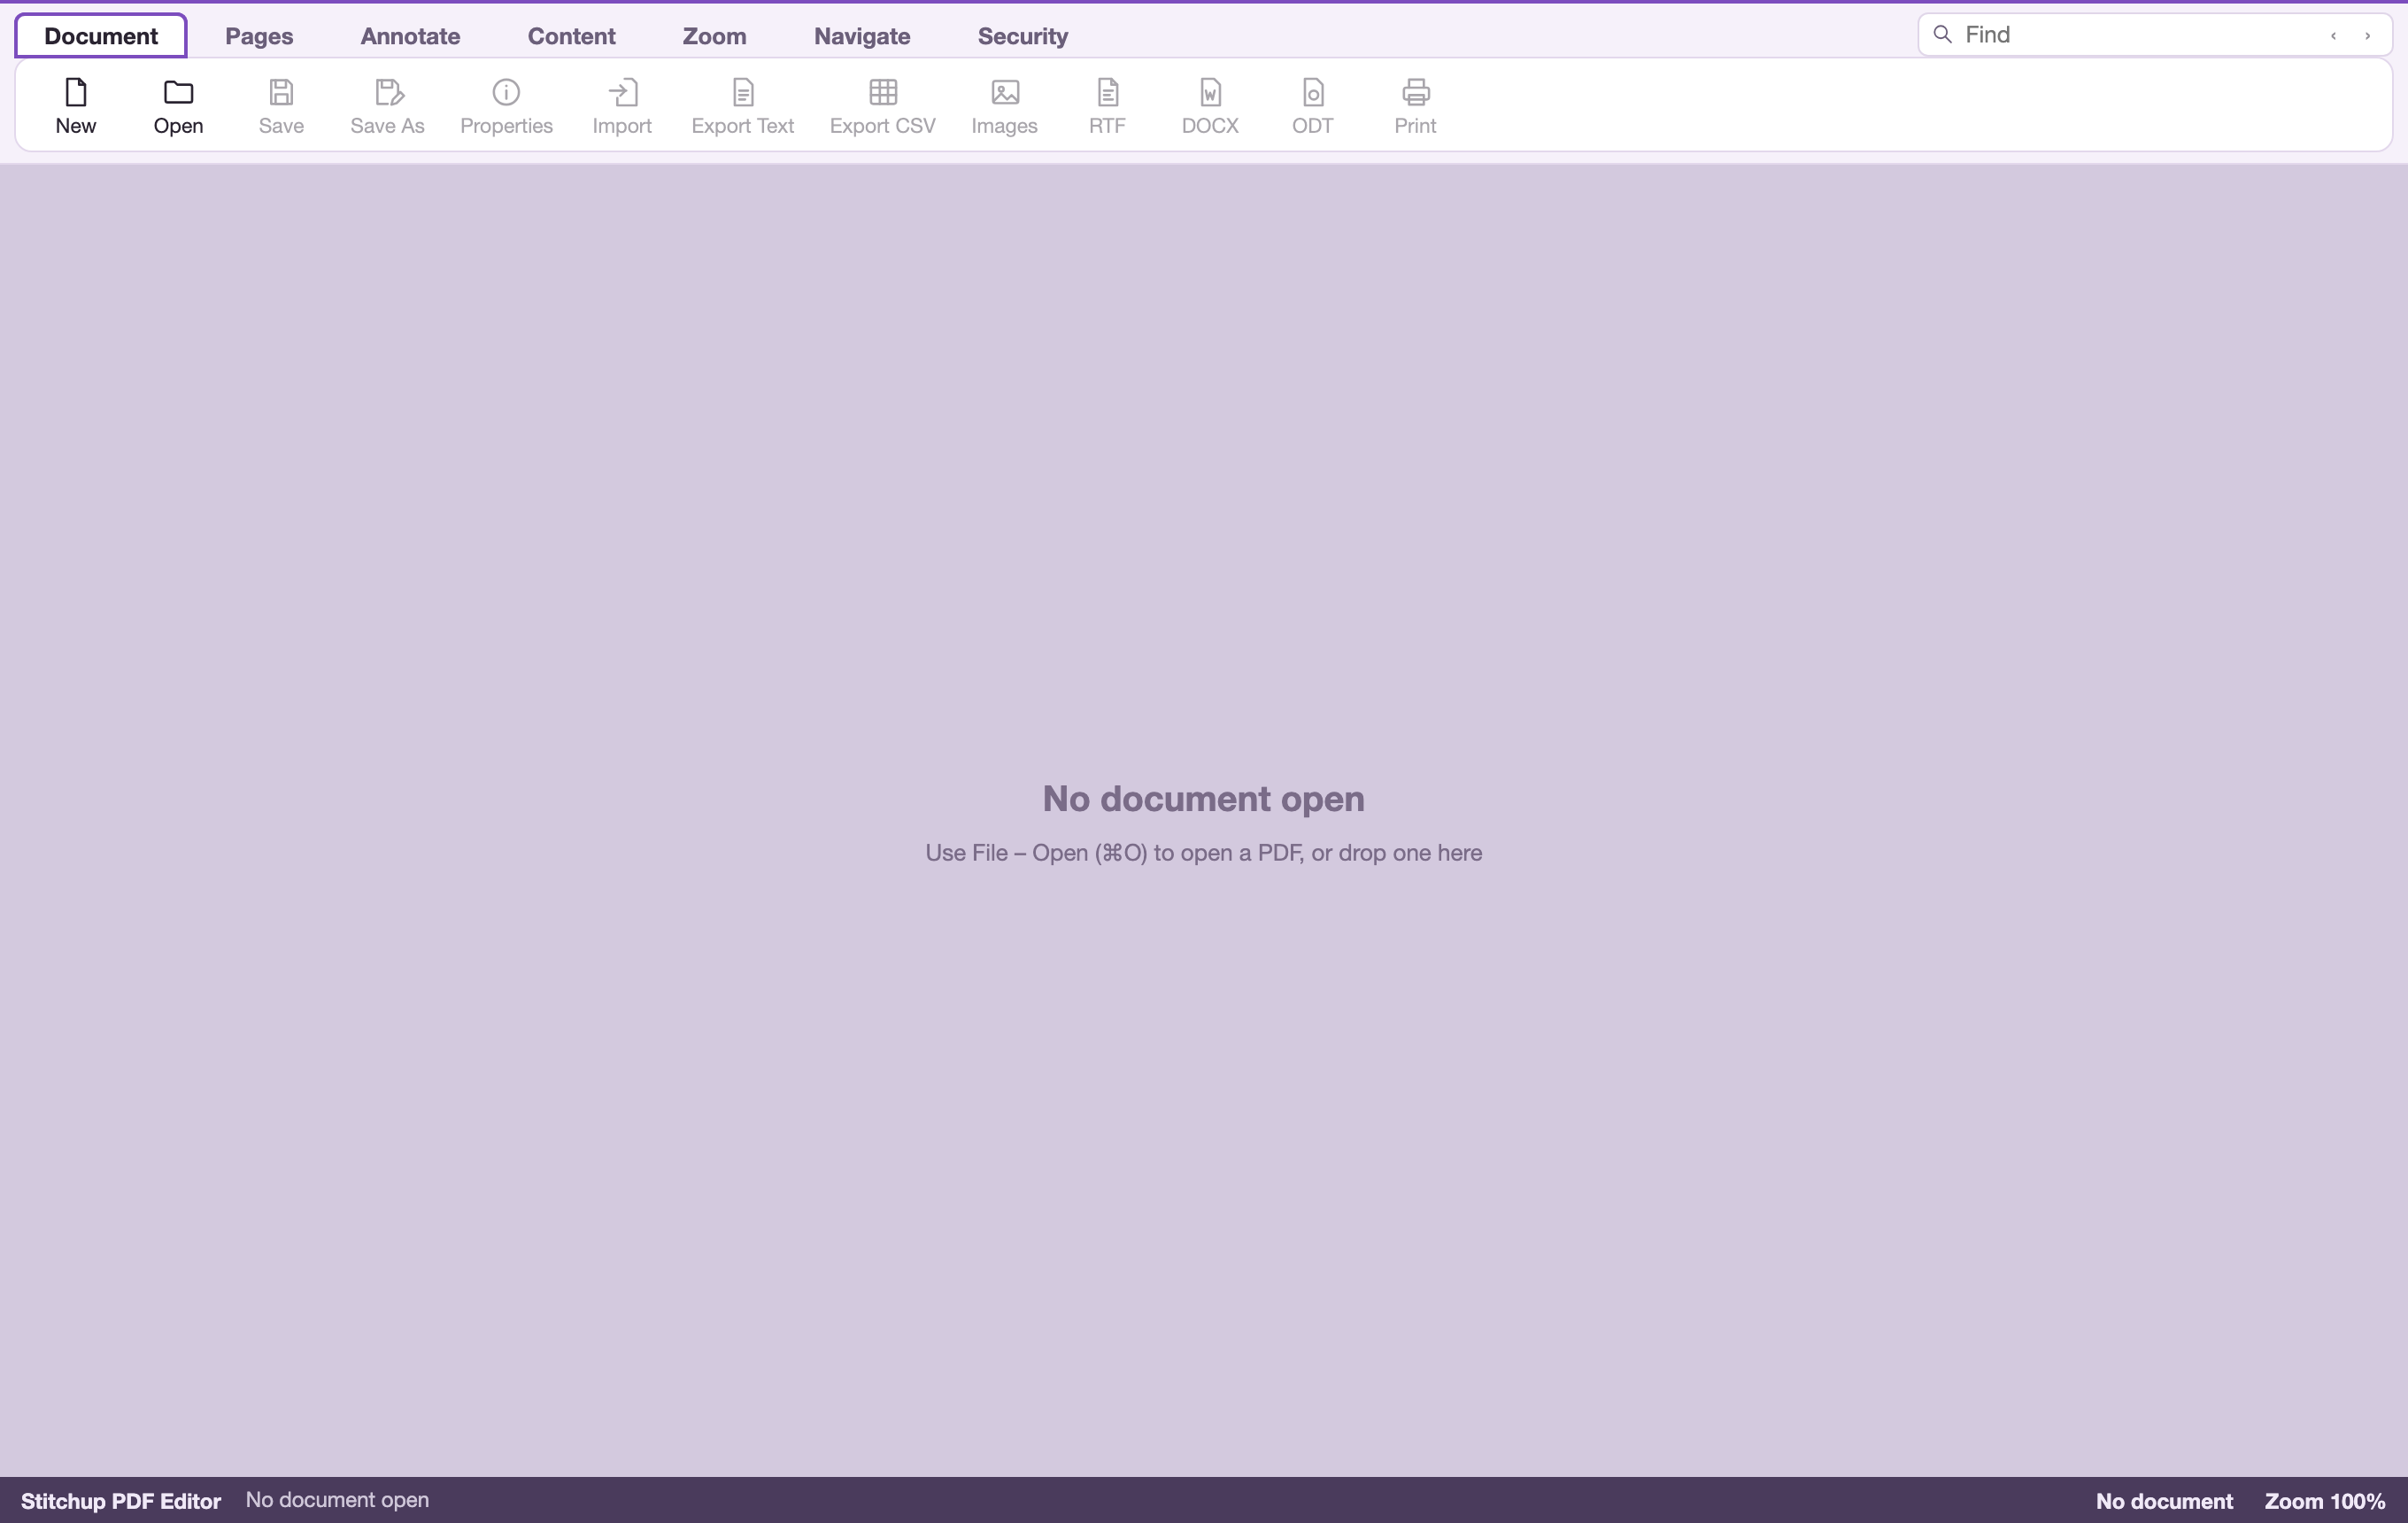 Document Pages Annotate Content Zoom Navigate Security Find
New Open Save Save As Properties Import Export Text Export CSV Images RTF DOCX ODT Print
No document open
Use File – Open (⌘O) to open a PDF, or drop one here
Stitchup PDF Editor No document open No document Zoom 100%